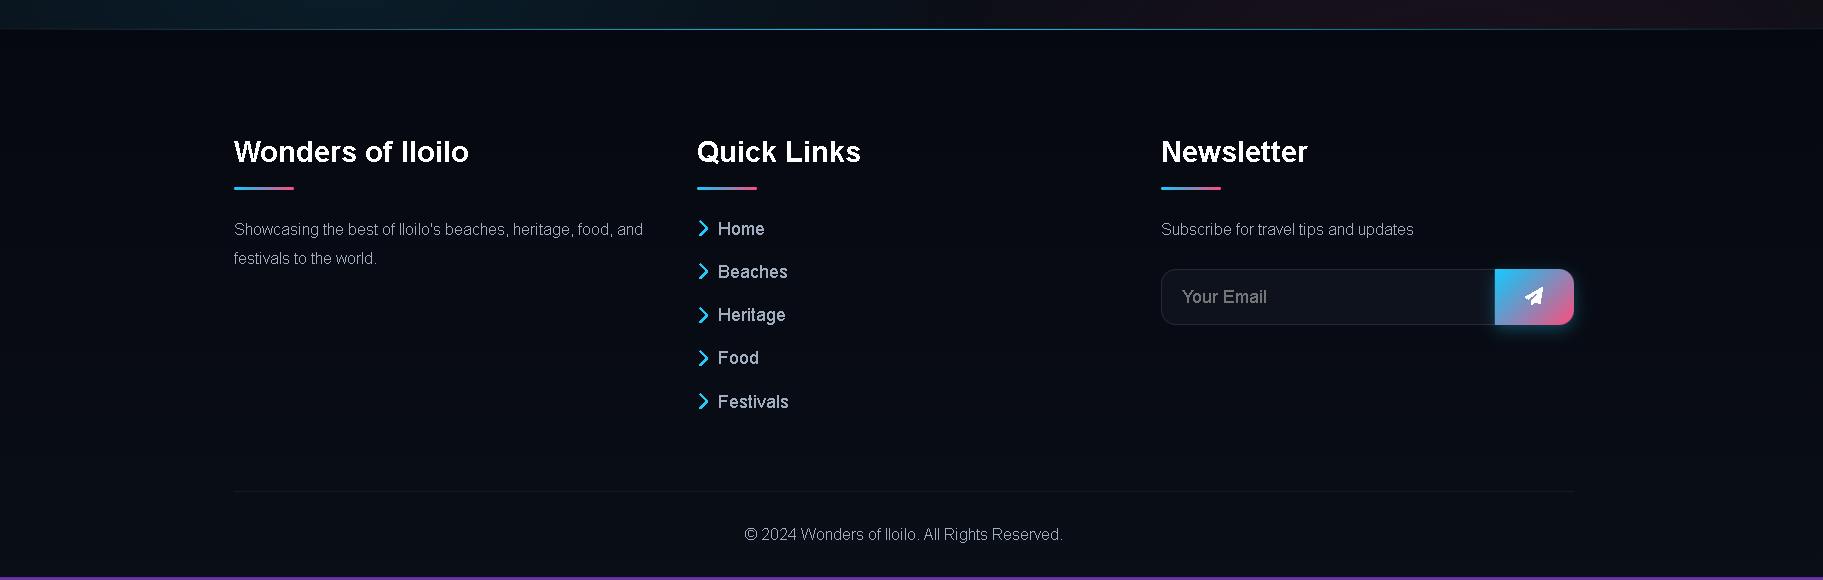 Wonders of Iloilo
Showcasing the best of Iloilo's beaches, heritage, food, and
festivals to the world.
Quick Links
Home
Beaches
Heritage
Food
Festivals
Newsletter
Subscribe for travel tips and updates
Your Email
© 2024 Wonders of Iloilo. All Rights Reserved.